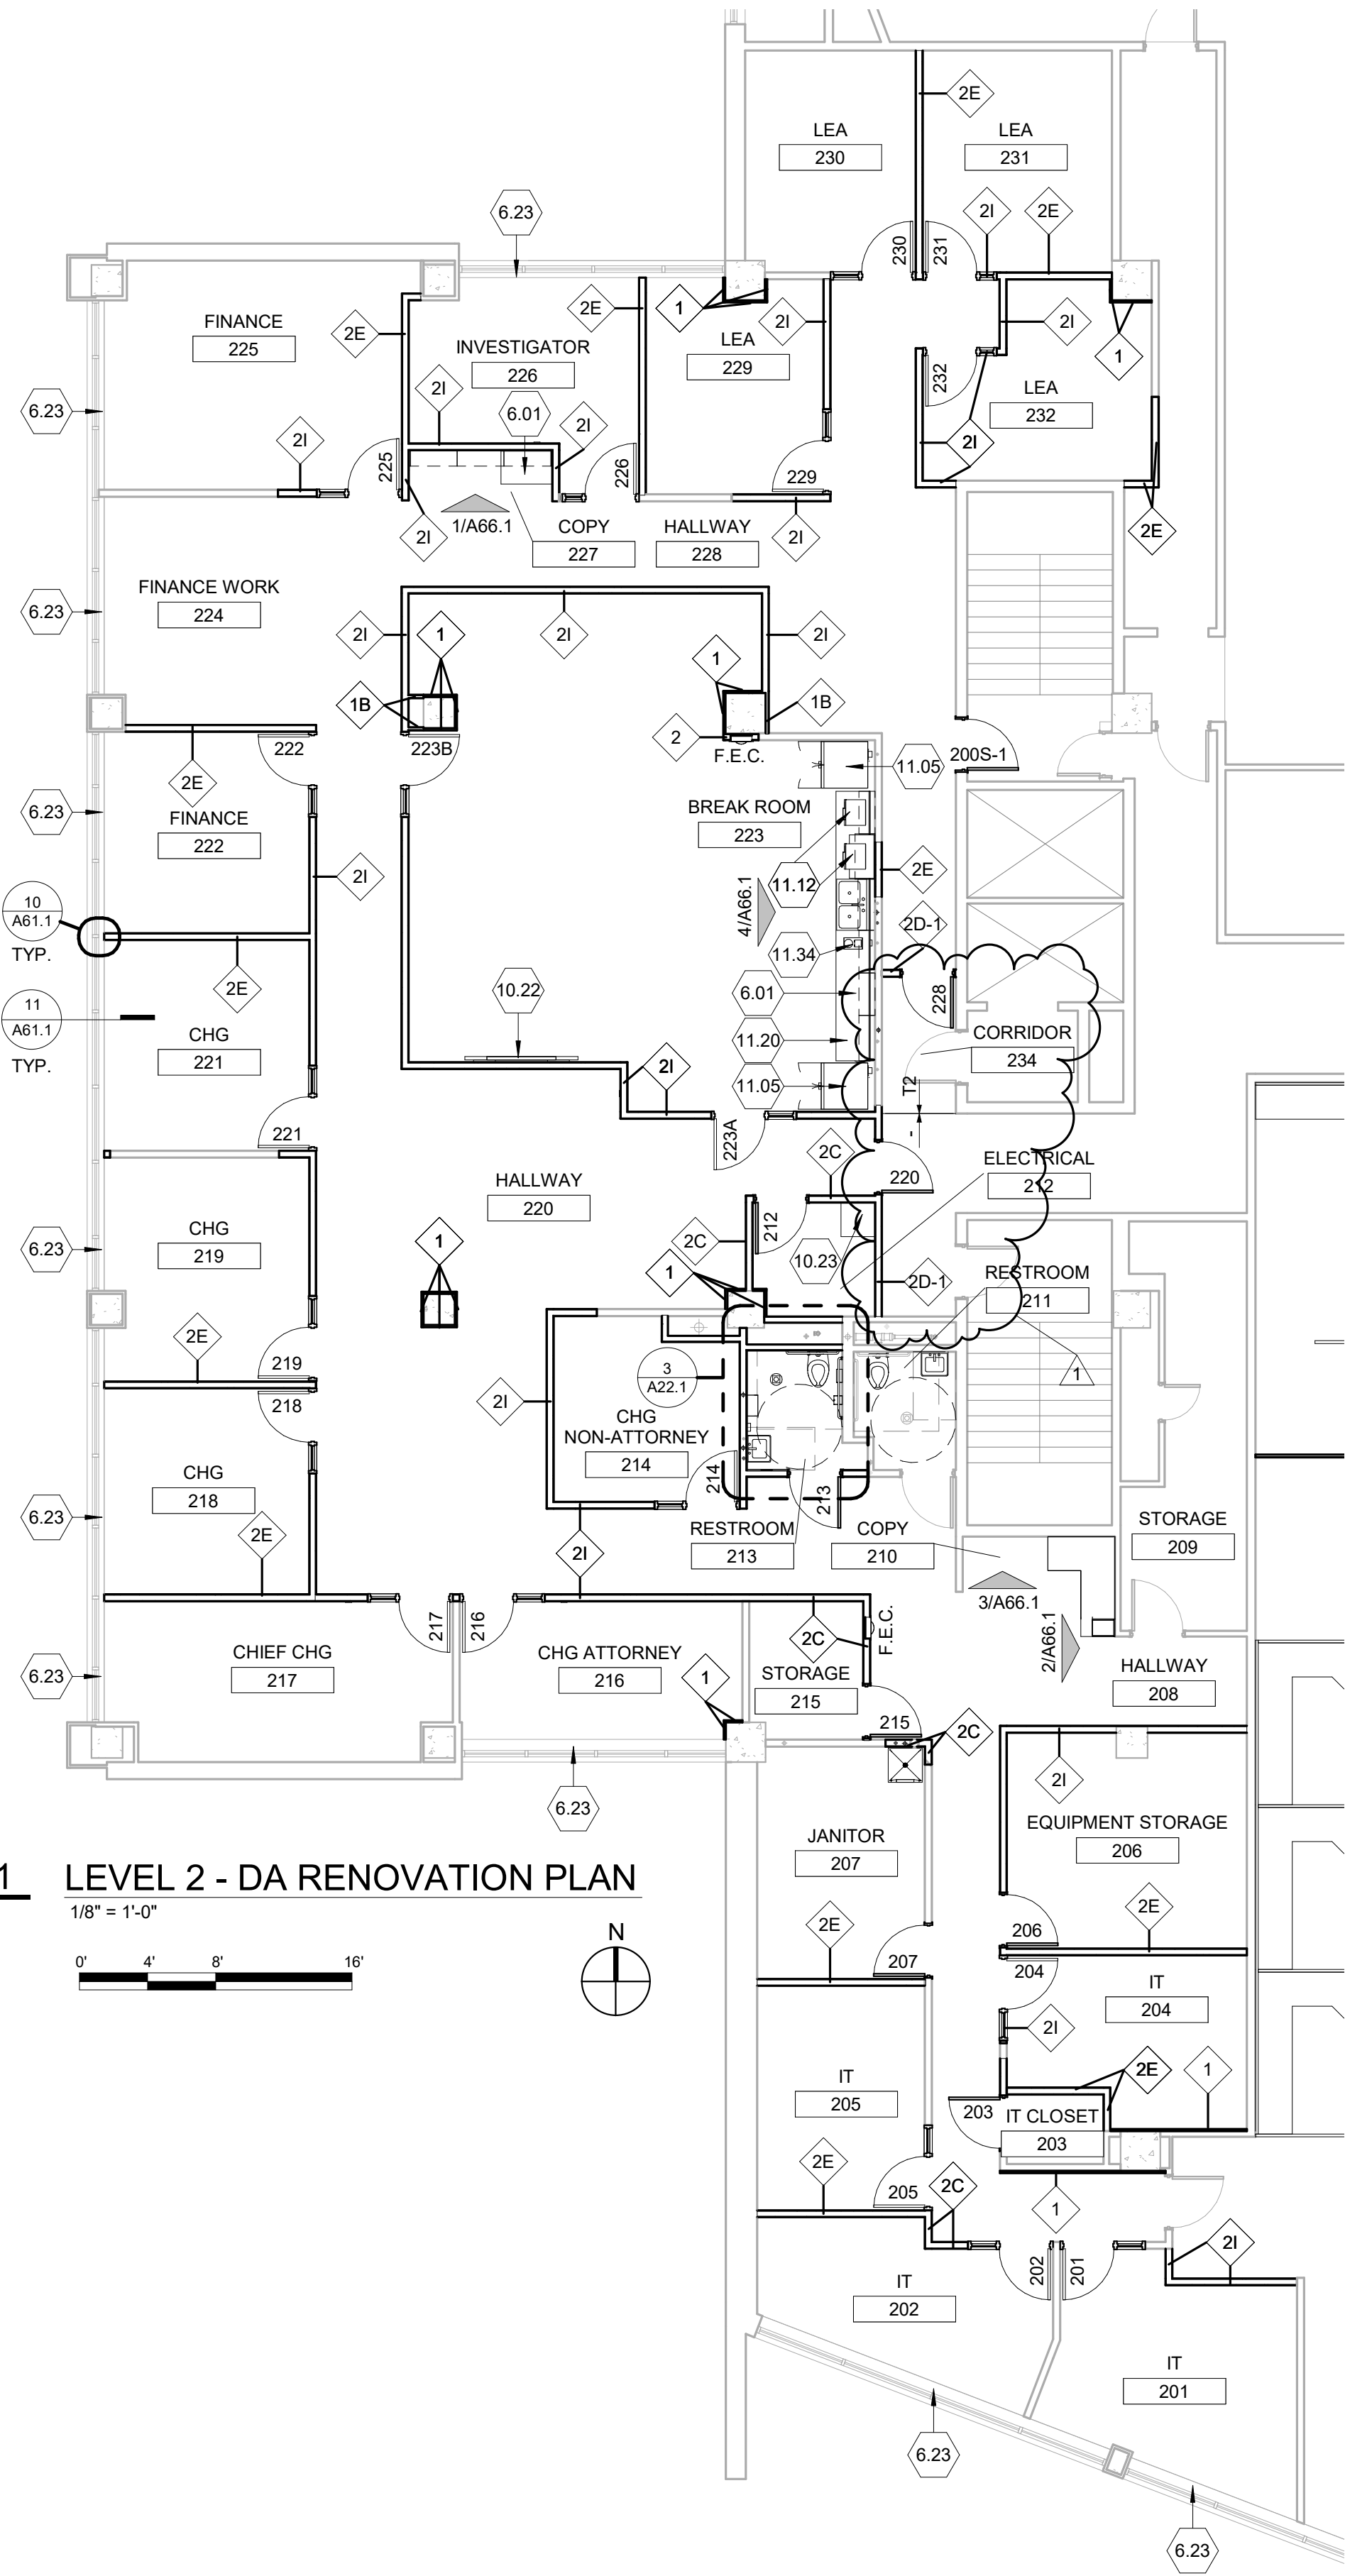 2E
LEA
230
LEA
231
6.23
2I
2E
230
231
FINANCE
225
2E
INVESTIGATOR
226
2E
1
2I
LEA
229
2I
1
232
LEA
232
6.23
2I
6.01
2I
2I
2I
225
226
229
2I
1/A66.1
COPY
227
HALLWAY
228
2I
2E
FINANCE WORK
224
6.23
2I
1
2I
2I
1
1B
1B
2
F.E.C.
222
223B
11.05
200S-1
2E
6.23
FINANCE
222
BREAK ROOM
223
11.12
2E
2I
10
A61.1
TYP.
4/A66.1
2D-1
11.34
2E
10.22
6.01
228
11
A61.1
TYP.
CHG
221
11.20
CORRIDOR
234
2I
11.05
T2
-
221
223A
2C
ELECTRICAL
212
220
HALLWAY
220
CHG
219
6.23
1
2C
212
10.23
1
2D-1
RESTROOM
211
2E
219
218
3
A22.1
1
2I
CHG
NON-ATTORNEY
214
CHG
218
214
213
6.23
2E
2I
RESTROOM
213
COPY
210
STORAGE
209
3/A66.1
217
216
2C
F.E.C.
2/A66.1
CHIEF CHG
217
CHG ATTORNEY
216
1
STORAGE
215
HALLWAY
208
6.23
215
2C
6.23
2I
JANITOR
207
EQUIPMENT STORAGE
206
1
LEVEL 2 - DA RENOVATION PLAN
1/8" = 1'-0"
N
0'
4'
8'
16'
2E
2E
206
207
204
IT
204
2I
IT
205
2E
1
203
IT CLOSET
203
2E
205
2C
1
202
201
2I
IT
202
IT
201
6.23
6.23